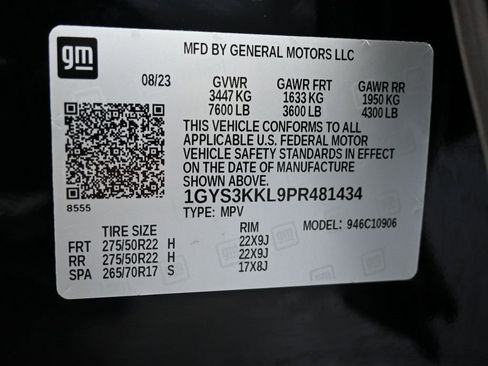 gm
MFD BY GENERAL MOTORS LLC
08/23 GVWR GAWR FRT GAWR RR
3447 KG 1633 KG 1950 KG
7600 LB 3600 LB 4300 LB
THIS VEHICLE CONFORMS TO ALL
APPLICABLE U.S. FEDERAL MOTOR
VEHICLE SAFETY STANDARDS IN EFFECT
ON THE DATE OF MANUFACTURE
SHOWN ABOVE.
1GYS3KKL9PR481434
8555 TYPE: MPV MODEL: 946C10906
TIRE SIZE RIM
FRT 275/50R22 H 22X9J
RR 275/50R22 H 22X9J
SPA 265/70R17 S 17X8J